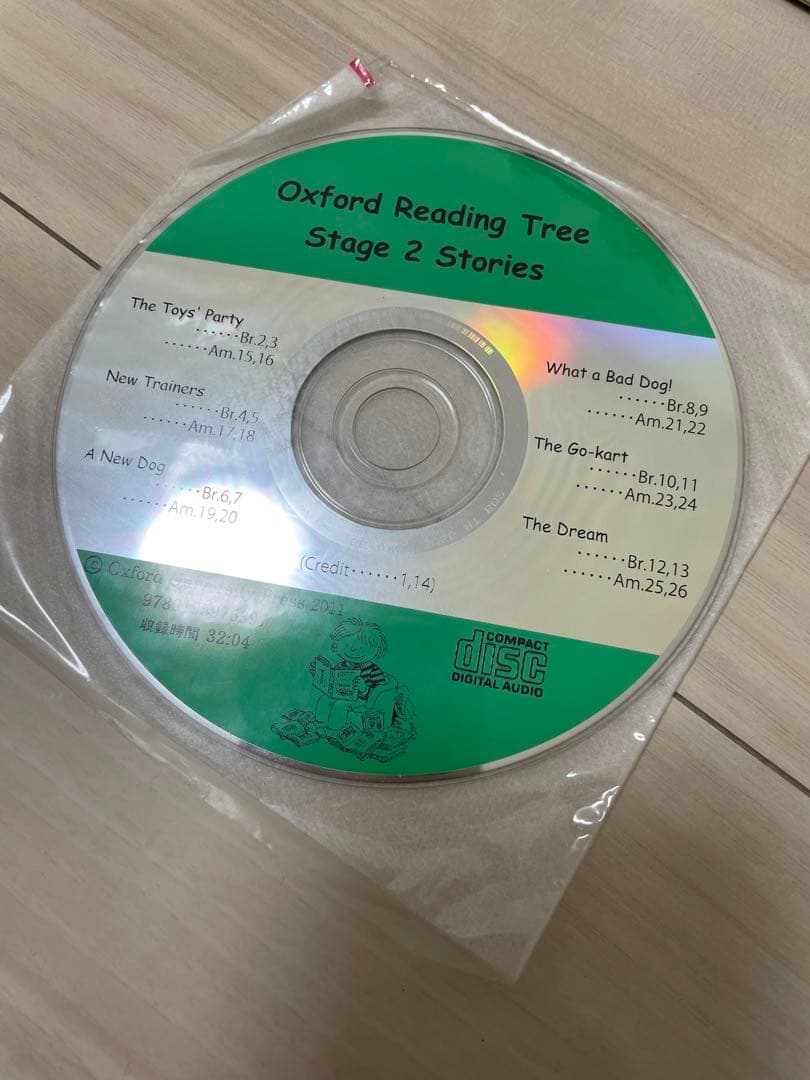 Oxford Reading Tree
Stage 2 Stories
The Toys' Party
······Br.2,3
······Am.15,16
New Trainers
······Br.4,5
······Am.17,18
A New Dog
······Br.6,7
······Am.19,20
What a Bad Dog!
······Br.8,9
······Am.21,22
The Go-kart
······Br.10,11
······Am.23,24
The Dream
······Br.12,13
······Am.25,26
(Credit······1,14)
© Oxford 2011
収録時間 32:04
COMPACT
disc
DIGITAL AUDIO